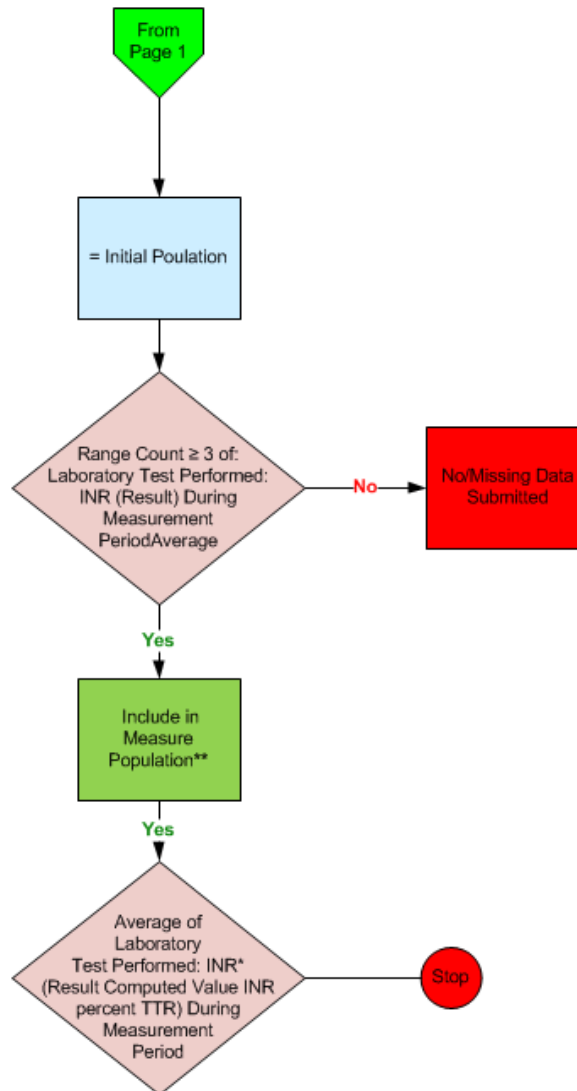 From
Page 1
= Initial Poulation
Range Count ≥ 3 of:
Laboratory Test Performed:
INR (Result) During
Measurement
PeriodAverage
No
No/Missing Data
Submitted
Yes
Include in
Measure
Population**
Yes
Average of
Laboratory
Test Performed: INR*
(Result Computed Value INR
percent TTR) During
Measurement
Period
Stop